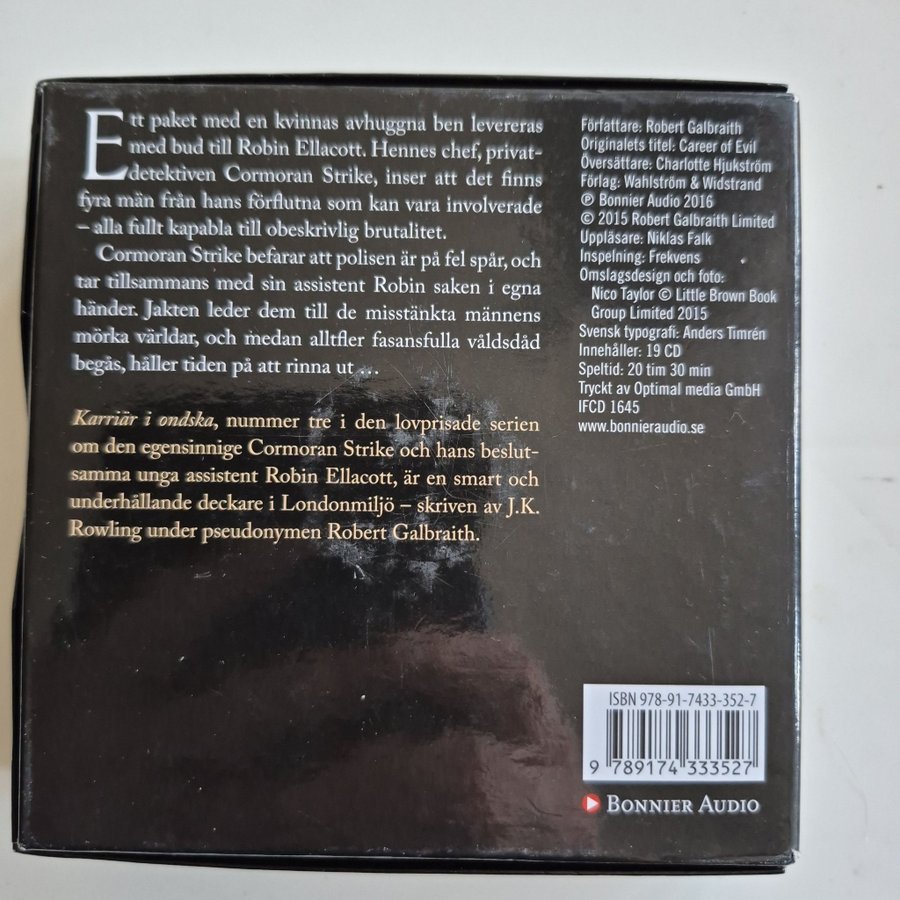 Ett paket med en kvinnas avhuggna ben levereras
med bud till Robin Ellacott. Hennes chef, privat-
detektiven Cormoran Strike, inser att det finns
fyra män från hans förflutna som kan vara involverade
– alla fullt kapabla till obeskrivlig brutalitet.
Cormoran Strike befarar att polisen är på fel spår, och
tar tillsammans med sin assistent Robin saken i egna
händer. Jakten leder dem till de misstänkta männens
mörka världar, och medan alltfler fasansfulla våldsdåd
begås, håller tiden på att rinna ut ...
Karriär i ondska, nummer tre i den lovprisade serien
om den egensinnige Cormoran Strike och hans beslut-
samma unga assistent Robin Ellacott, är en smart och
underhållande deckare i Londonmiljö – skriven av J.K.
Rowling under pseudonymen Robert Galbraith.
Författare: Robert Galbraith
Originalets titel: Career of Evil
Översättare: Charlotte Hjukström
Förlag: Wahlström & Widstrand
℗ Bonnier Audio 2016
© 2015 Robert Galbraith Limited
Uppläsare: Niklas Falk
Inspelning: Frekvens
Omslagsdesign och foto:
Nico Taylor © Little Brown Book
Group Limited 2015
Svensk typografi: Anders Timrén
Innehåller: 19 CD
Speltid: 20 tim 30 min
Tryckt av Optimal media GmbH
IFCD 1645
www.bonnieraudio.se
ISBN 978-91-7433-352-7
9 789174 333527
BONNIER AUDIO